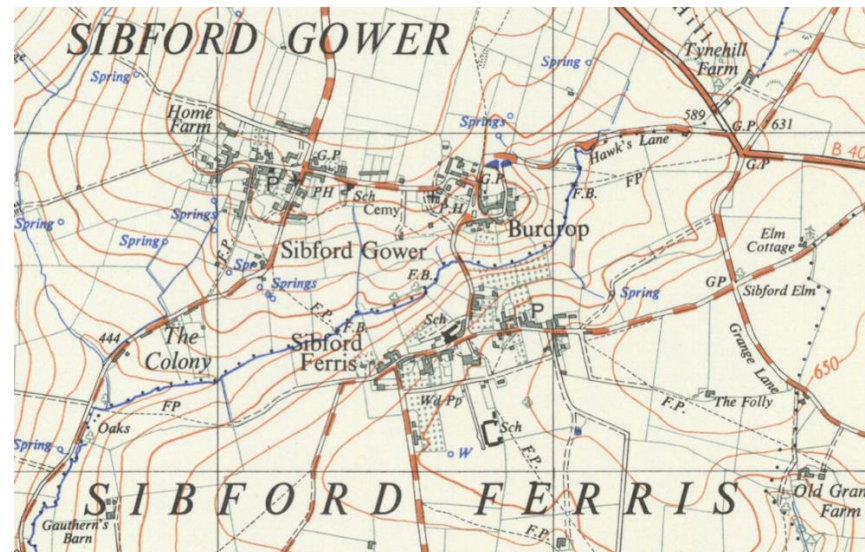 SIBFORD GOWER
Hill
Tynehill
Farm
Spring
Spring
Home
Farm
Springs
589
G.P
631
G.P
Hawk's Lane
B 40
G.P
P
G.P
PH
Sch
Cemy
P.H
F.B.
FP
Springs
Burdrop
Elm
Cottage
Spring
Sibford Gower
F.P.
F.B.
Springs
Spring
GP
Sibford Elm
F.P.
F.B.
Sch
P
444
The
Colony
Sibford
Ferris
Grange Lane
650
FP
Wd Pp
Sch
F.P.
The Folly
Oaks
Spring
W
F.P.
SIBFORD FERRIS
Old Gran
Farm
Gauthern's
Barn
F.P.